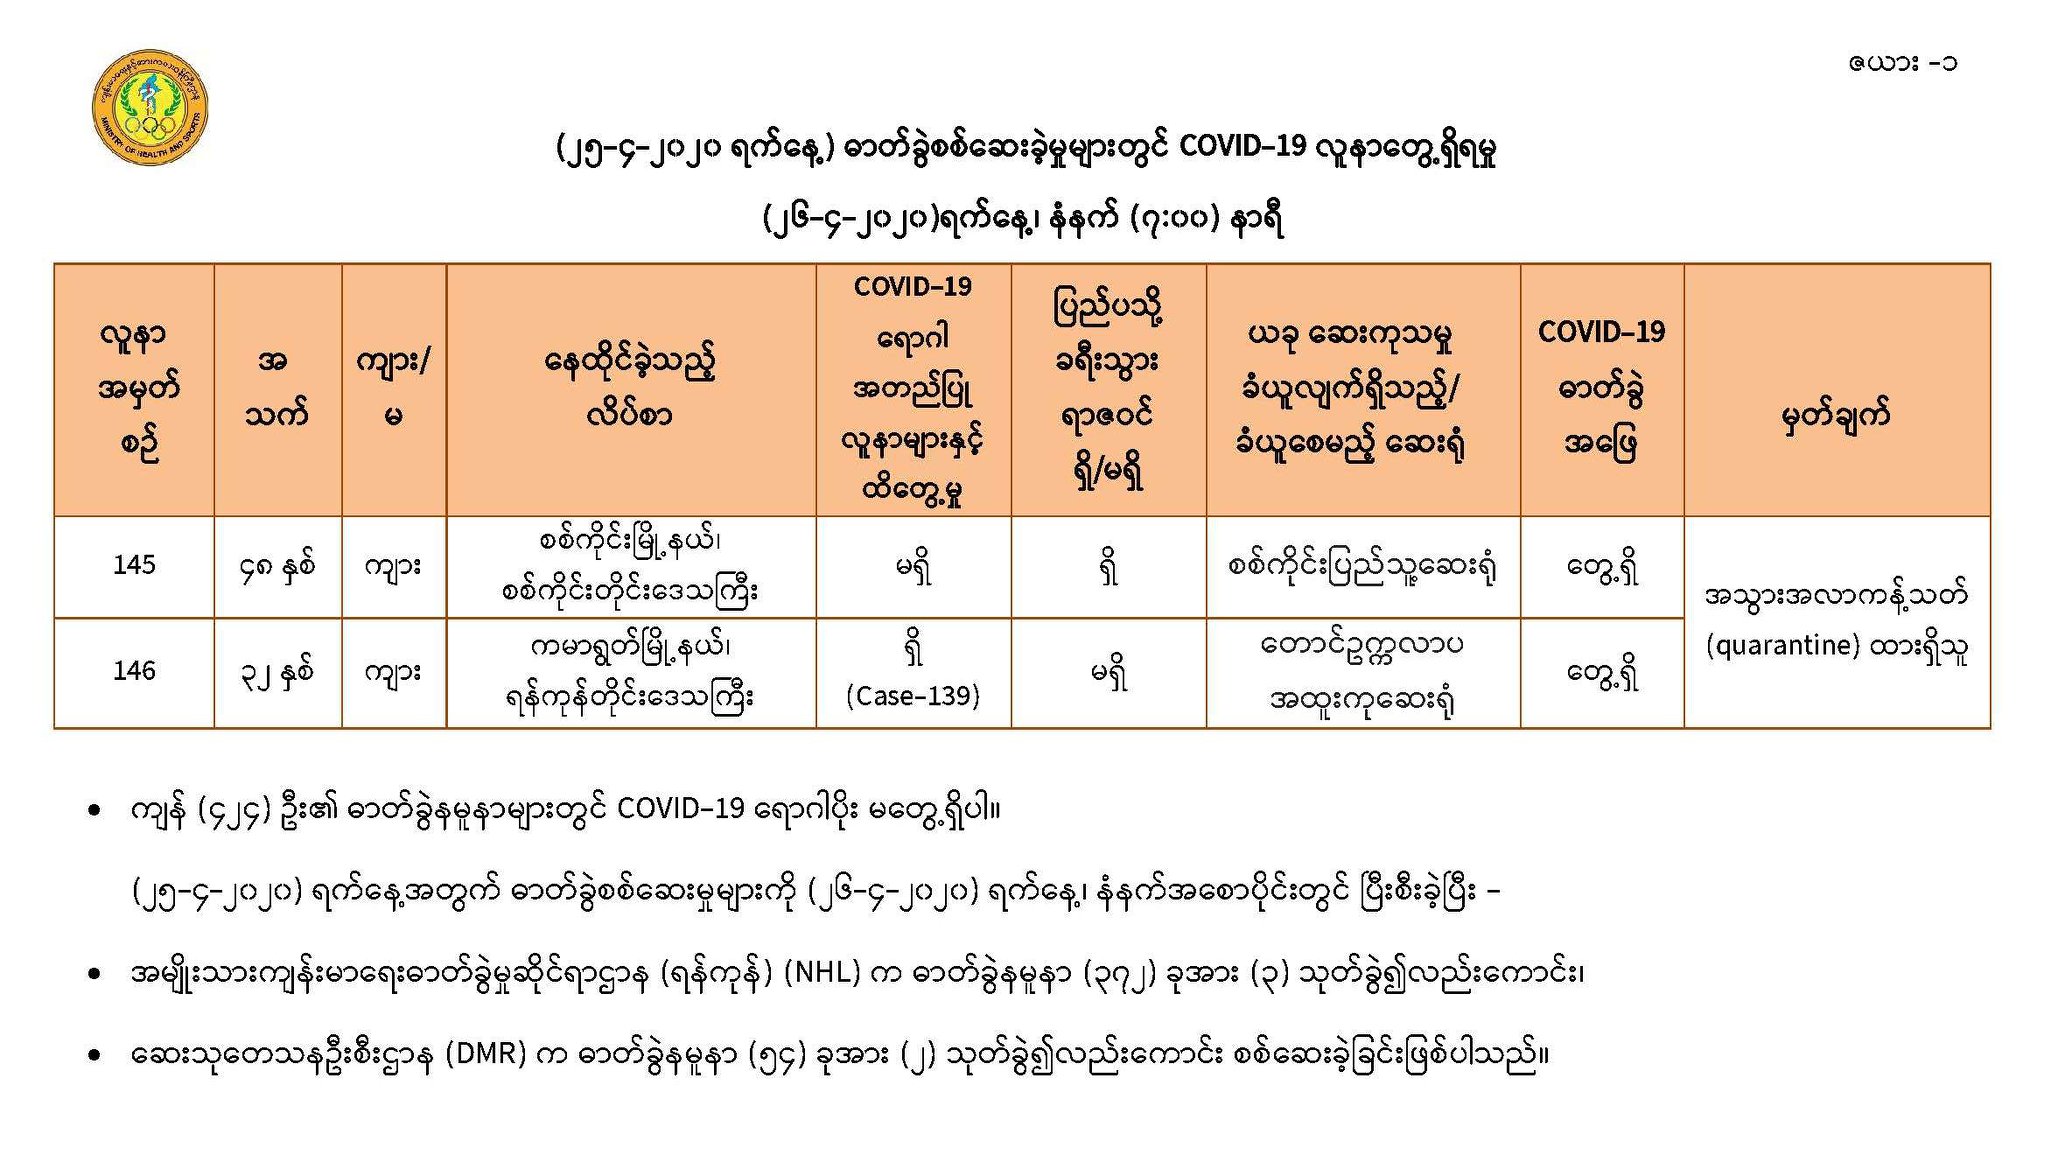 ကျန်းမာရေးနှင့်အားကစားဝန်ကြီးဌာန
MINISTRY OF HEALTH AND SPORTS
ဇယား -၁
(၂၅-၄-၂၀၂၀ ရက်နေ့) ဓာတ်ခွဲစစ်ဆေးခဲ့မှုများတွင် COVID-19 လူနာတွေ့ရှိရမှု
(၂၆-၄-၂၀၂၀)ရက်နေ့၊ နံနက် (၇:၀၀) နာရီ
လူနာ
အမှတ်
စဉ်
အ
သက်
ကျား/
မ
နေထိုင်ခဲ့သည့်
လိပ်စာ
COVID-19
ရောဂါ
အတည်ပြု
လူနာများနှင့်
ထိတွေ့မှု
ပြည်ပသို့
ခရီးသွား
ရာဇဝင်
ရှိ/မရှိ
ယခု ဆေးကုသမှု
ခံယူလျက်ရှိသည့်/
ခံယူစေမည့် ဆေးရုံ
COVID-19
ဓာတ်ခွဲ
အဖြေ
မှတ်ချက်
145
၄၈ နှစ်
ကျား
စစ်ကိုင်းမြို့နယ်၊
စစ်ကိုင်းတိုင်းဒေသကြီး
မရှိ
ရှိ
စစ်ကိုင်းပြည်သူ့ဆေးရုံ
တွေ့ရှိ
အသွားအလာကန့်သတ်
(quarantine) ထားရှိသူ
146
၃၂ နှစ်
ကျား
ကမာရွတ်မြို့နယ်၊
ရန်ကုန်တိုင်းဒေသကြီး
ရှိ
(Case-139)
မရှိ
တောင်ဥက္ကလာပ
အထူးကုဆေးရုံ
တွေ့ရှိ
• ကျန် (၄၂၄) ဦး၏ ဓာတ်ခွဲနမူနာများတွင် COVID-19 ရောဂါပိုး မတွေ့ရှိပါ။
(၂၅-၄-၂၀၂၀) ရက်နေ့အတွက် ဓာတ်ခွဲစစ်ဆေးမှုများကို (၂၆-၄-၂၀၂၀) ရက်နေ့၊ နံနက်အစောပိုင်းတွင် ပြီးစီးခဲ့ပြီး -
• အမျိုးသားကျန်းမာရေးဓာတ်ခွဲမှုဆိုင်ရာဌာန (ရန်ကုန်) (NHL) က ဓာတ်ခွဲနမူနာ (၃၇၂) ခုအား (၃) သုတ်ခွဲ၍လည်းကောင်း၊
• ဆေးသုတေသနဦးစီးဌာန (DMR) က ဓာတ်ခွဲနမူနာ (၅၄) ခုအား (၂) သုတ်ခွဲ၍လည်းကောင်း စစ်ဆေးခဲ့ခြင်းဖြစ်ပါသည်။